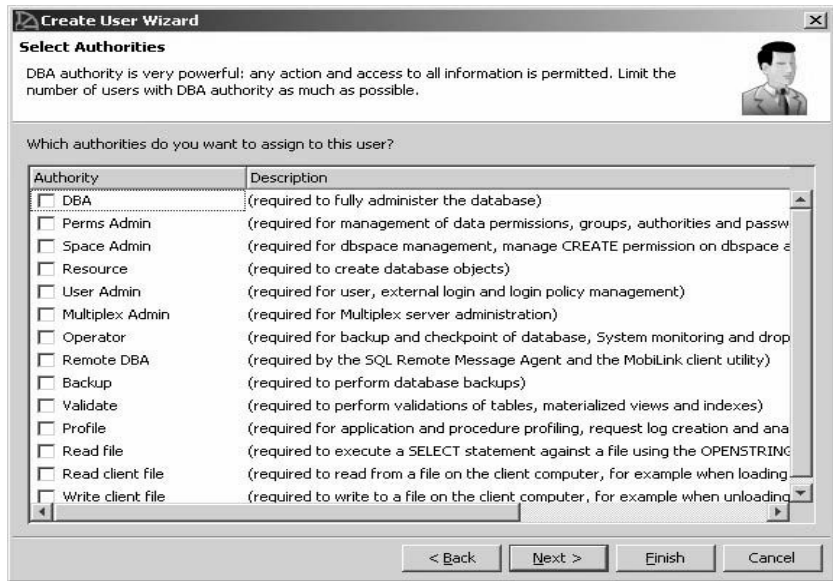 Create User Wizard
Select Authorities
DBA authority is very powerful: any action and access to all information is permitted. Limit the
number of users with DBA authority as much as possible.
Which authorities do you want to assign to this user?
Authority Description
DBA (required to fully administer the database)
Perms Admin (required for management of data permissions, groups, authorities and passw
Space Admin (required for dbspace management, manage CREATE permission on dbspace a
Resource (required to create database objects)
User Admin (required for user, external login and login policy management)
Multiplex Admin (required for Multiplex server administration)
Operator (required for backup and checkpoint of database, System monitoring and drop
Remote DBA (required by the SQL Remote Message Agent and the MobiLink client utility)
Backup (required to perform database backups)
Validate (required to perform validations of tables, materialized views and indexes)
Profile (required for application and procedure profiling, request log creation and ana
Read file (required to execute a SELECT statement against a file using the OPENSTRING
Read client file (required to read from a file on the client computer, for example when loading
Write client file (required to write to a file on the client computer, for example when unloading
< Back Next > Finish Cancel